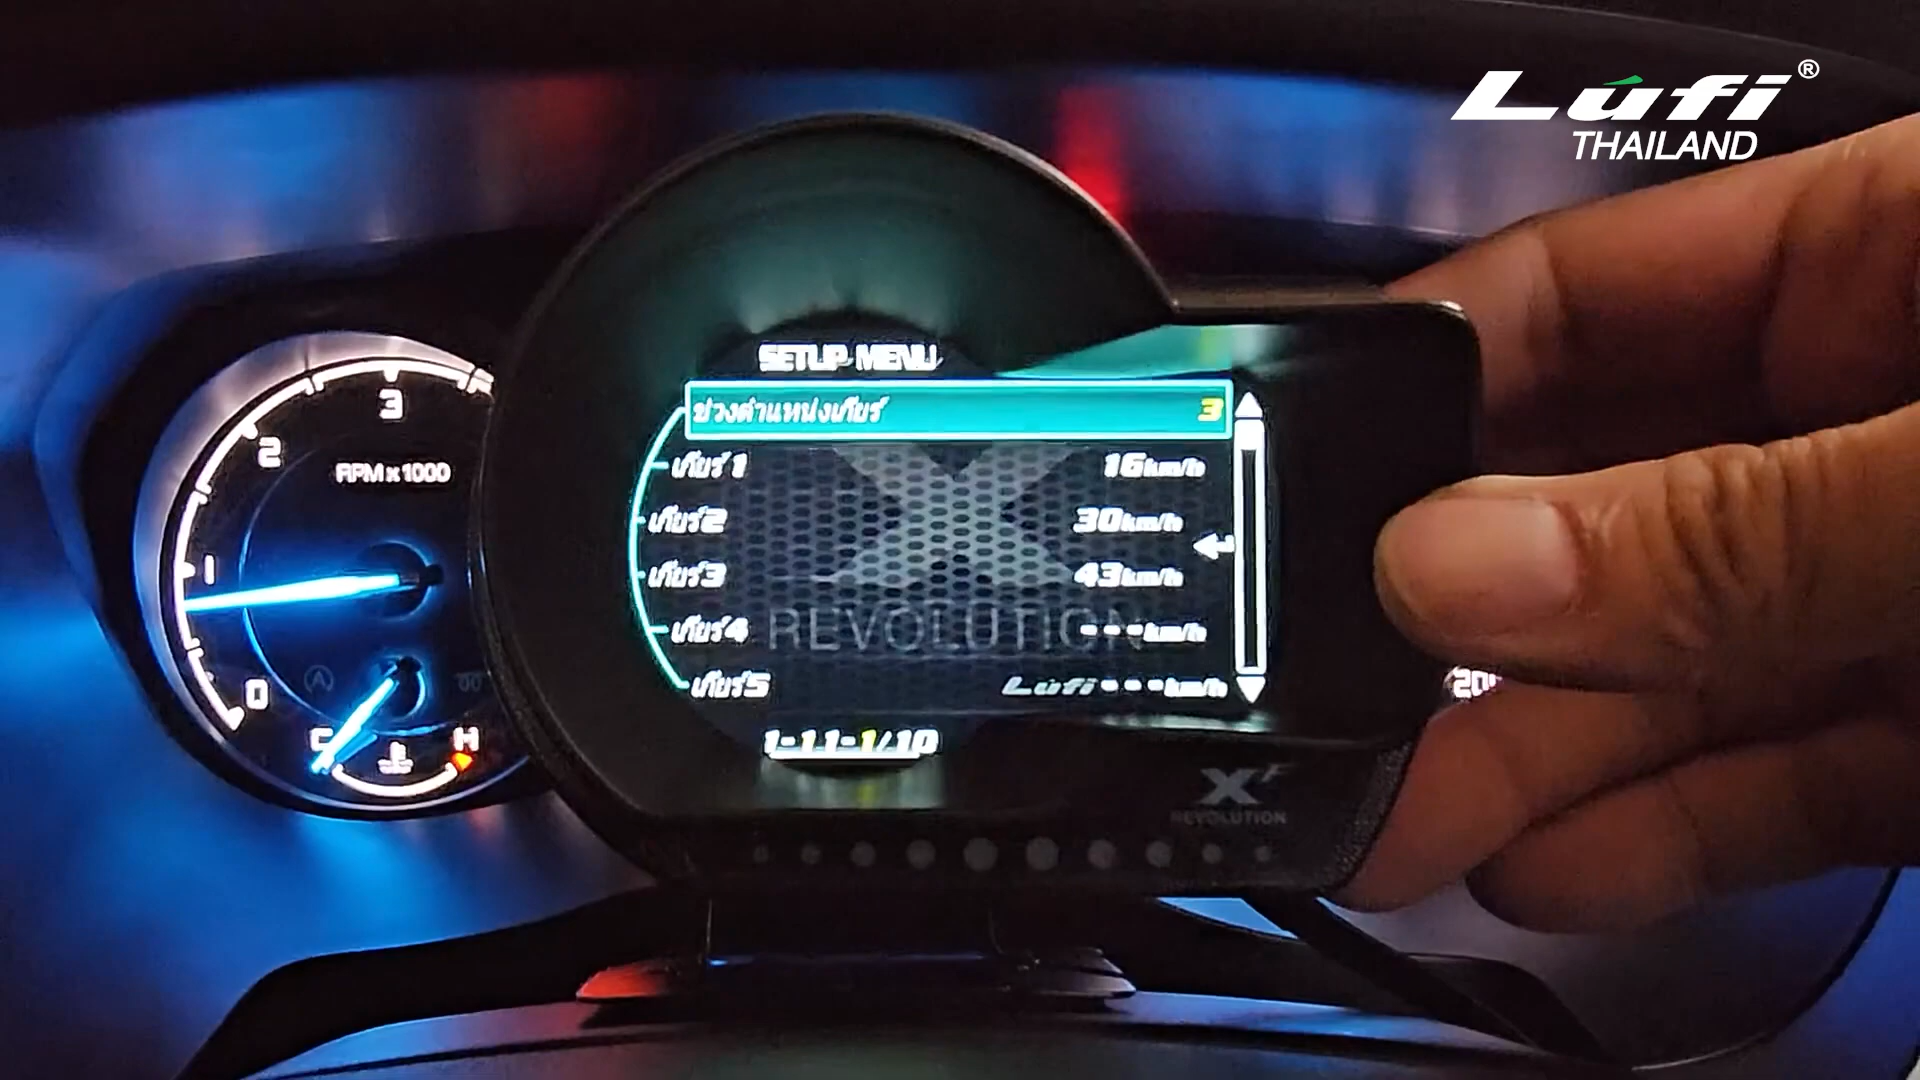 Lufi®
THAILAND
SETUP MENU
ช่วงตำแหน่งเกียร์ 3
เกียร์ 1 16km/h
เกียร์2 30km/h
เกียร์3 43km/h
เกียร์4 ---km/h
เกียร์5 Lufi ---km/h
REVOLUTION
1-11-1/10
XF
REVOLUTION
3
2
RPM x 1000
1
0
C H